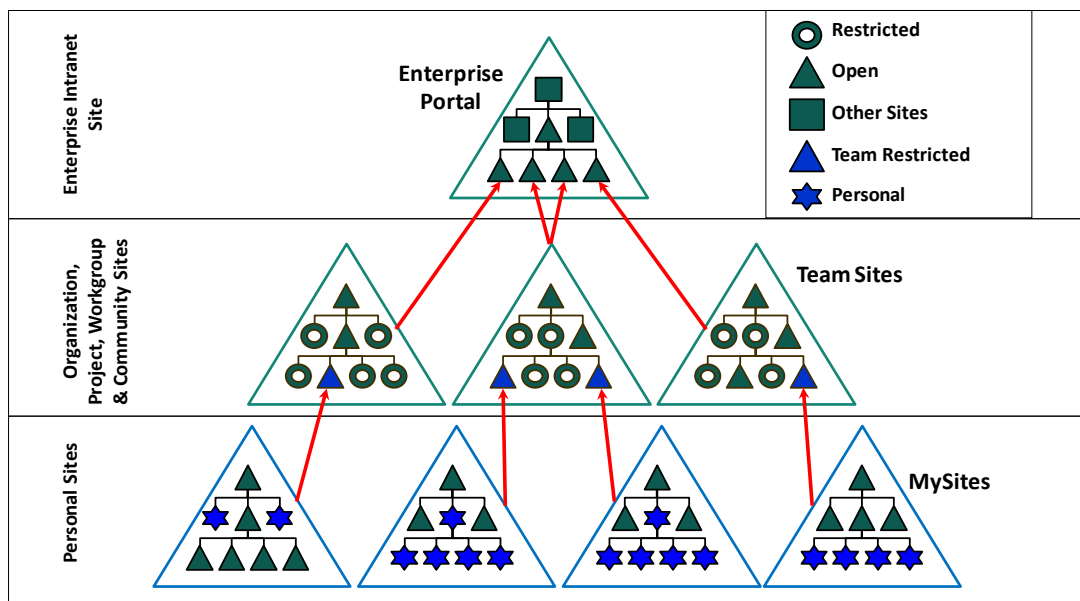 Enterprise Intranet
Site
Enterprise
Portal
Restricted
Open
Other Sites
Team Restricted
Personal
Organization,
Project, Workgroup
& Community Sites
Team Sites
Personal Sites
MySites